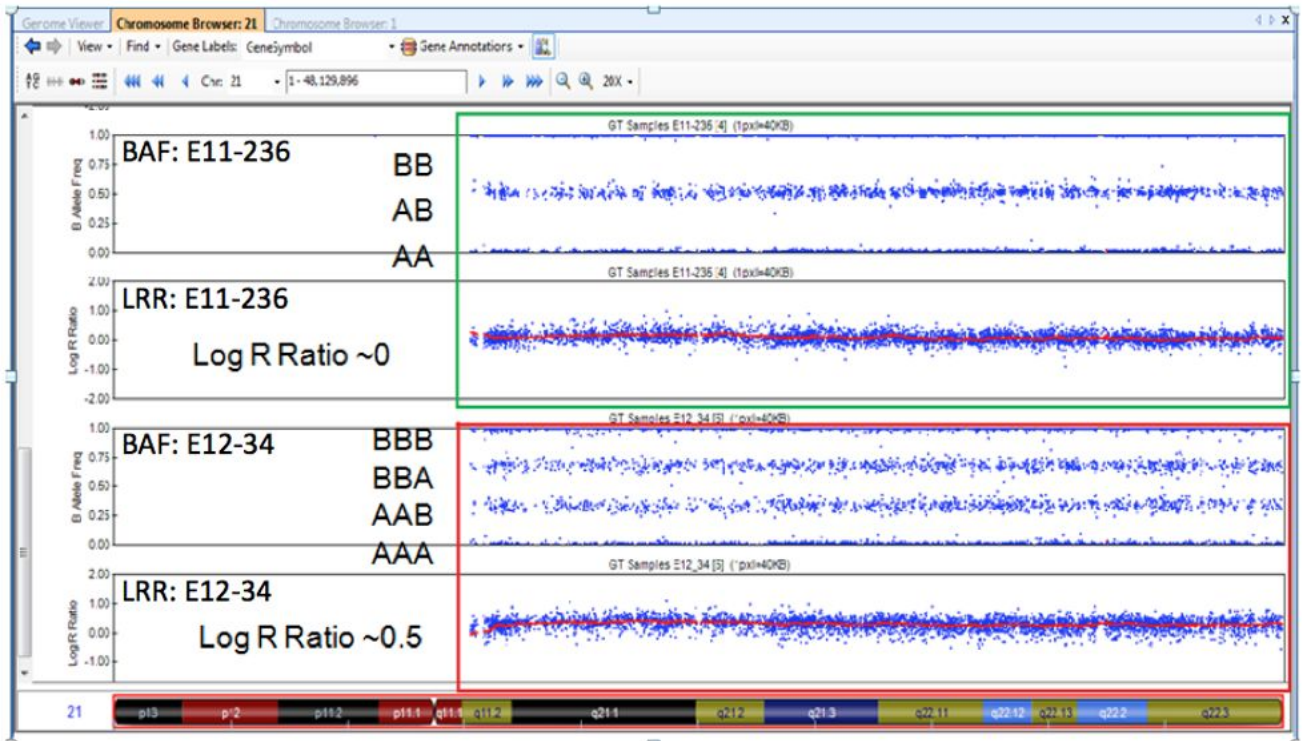 Genome Viewer Chromosome Browser: 21 Chromosome Browser: 1
View Find Gene Labels: GeneSymbol Gene Annotations
Chr: 21 1 - 48,129,896 20X
-2.00
GT Samples E11-236 [4] (1pxl=40KB)
BAF: E11-236
BB
AB
AA
B Allele Freq
1.00
0.75
0.50
0.25
0.00
GT Samples E11-236 [4] (1pxl=40KB)
LRR: E11-236
Log R Ratio ~0
Log R Ratio
2.00
1.00
0.00
-1.00
-2.00
GT Samples E12_34 [5] (1pxl=40KB)
BAF: E12-34
BBB
BBA
AAB
AAA
B Allele Freq
1.00
0.75
0.50
0.25
0.00
GT Samples E12_34 [5] (1pxl=40KB)
LRR: E12-34
Log R Ratio ~0.5
Log R Ratio
2.00
1.00
0.00
-1.00
21 p13 p12 p11.2 p11.1 q11.1 q11.2 q21.1 q21.2 q21.3 q22.11 q22.12 q22.13 q22.2 q22.3